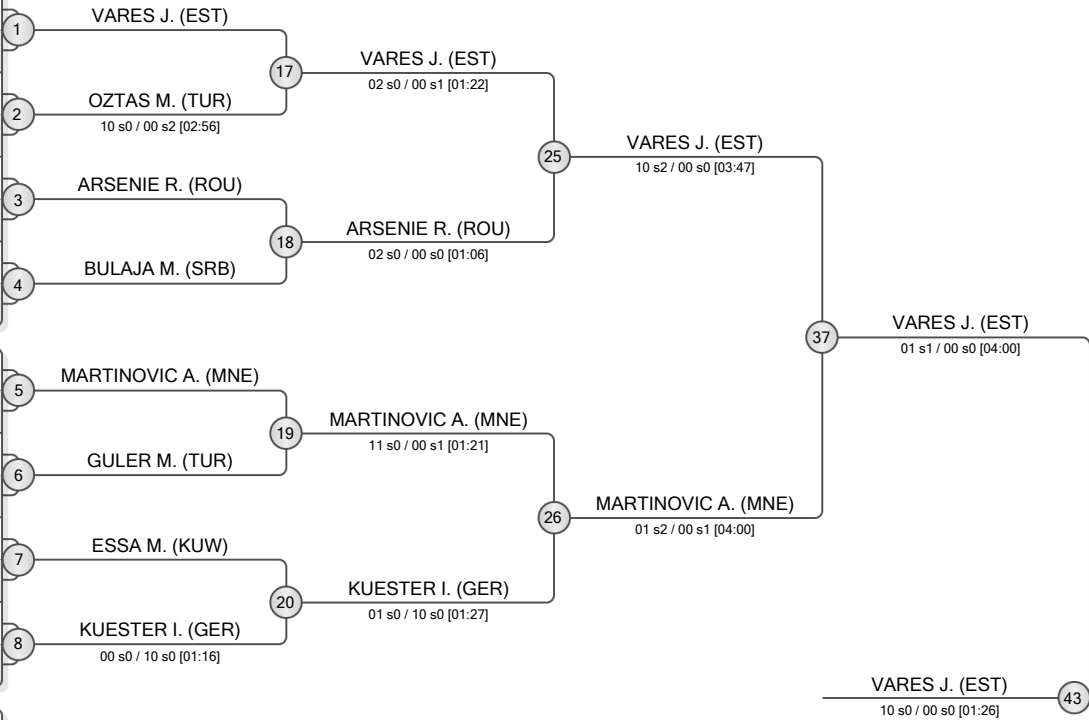 1
VARES J. (EST)
17
VARES J. (EST)
02 s0 / 00 s1 [01:22]
2
OZTAS M. (TUR)
10 s0 / 00 s2 [02:56]
25
VARES J. (EST)
10 s2 / 00 s0 [03:47]
3
ARSENIE R. (ROU)
18
ARSENIE R. (ROU)
02 s0 / 00 s0 [01:06]
4
BULAJA M. (SRB)
37
VARES J. (EST)
01 s1 / 00 s0 [04:00]
5
MARTINOVIC A. (MNE)
19
MARTINOVIC A. (MNE)
11 s0 / 00 s1 [01:21]
6
GULER M. (TUR)
26
MARTINOVIC A. (MNE)
01 s2 / 00 s1 [04:00]
7
ESSA M. (KUW)
20
KUESTER I. (GER)
01 s0 / 10 s0 [01:27]
8
KUESTER I. (GER)
00 s0 / 10 s0 [01:16]
VARES J. (EST)
10 s0 / 00 s0 [01:26]
43